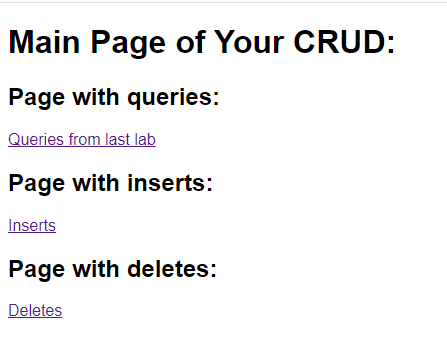 Main Page of Your CRUD:
Page with queries:
Queries from last lab
Page with inserts:
Inserts
Page with deletes:
Deletes